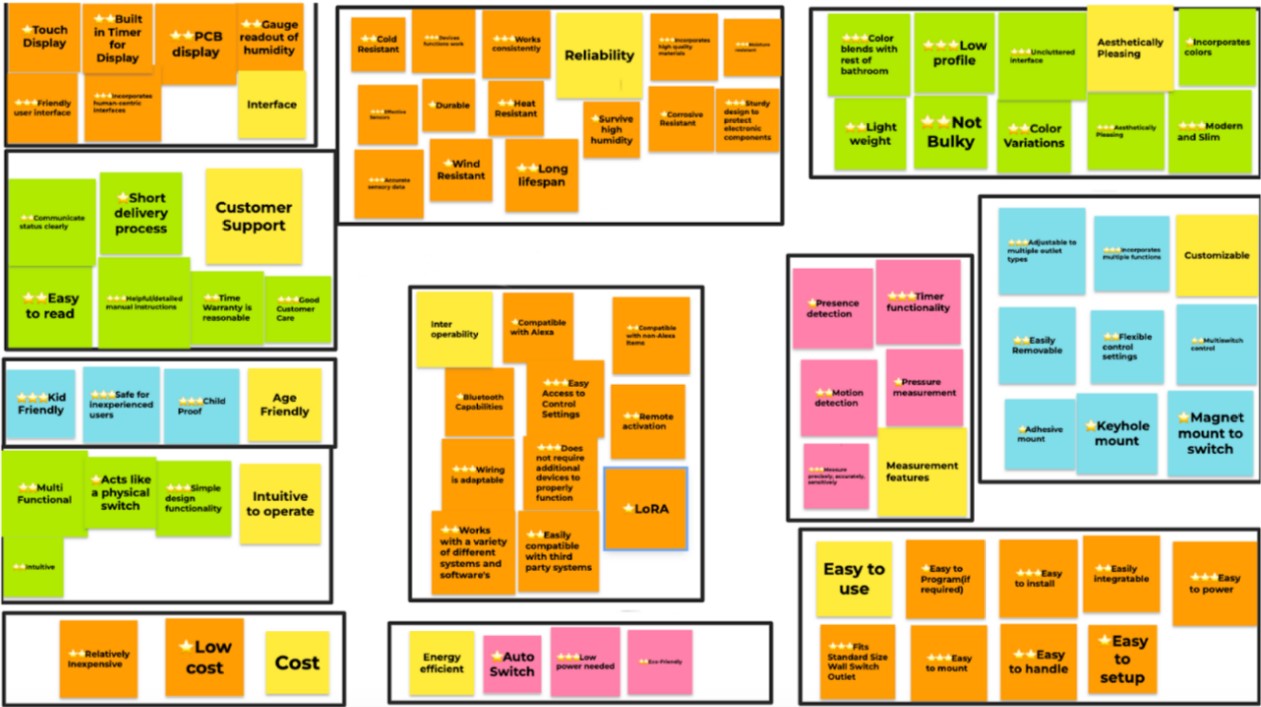 ⭐Touch
Display
⭐⭐Built
in Timer
for
Display
⭐⭐PCB
display
⭐⭐Gauge
readout of
humidity
⭐⭐⭐Friendly
user interface
⭐⭐⭐Incorporates
human centric
interfaces
Interface
⭐⭐Cold
Resistant
⭐⭐⭐Devices
functions work
⭐⭐⭐Works
consistently
Reliability
⭐⭐⭐Incorporates
high quality
materials
⭐⭐⭐Moisture
resistant
⭐⭐⭐Effective
Sensors
⭐Durable
⭐⭐Heat
Resistant
⭐⭐Survive
high
humidity
⭐Corrosive
Resistant
⭐⭐⭐Sturdy
design to
protect
electronic
components
⭐⭐⭐Accurate
sensory data
⭐⭐Wind
Resistant
⭐⭐Long
lifespan
⭐⭐⭐Color
blends with
rest of
bathroom
⭐⭐⭐Low
profile
⭐⭐⭐Uncluttered
interface
Aesthetically
Pleasing
⭐Incorporates
colors
⭐⭐Light
weight
⭐⭐Not
Bulky
⭐⭐Color
Variations
⭐⭐⭐Aesthetically
Pleasing
⭐⭐⭐Modern
and Slim
⭐⭐Communicate
status clearly
⭐Short
delivery
process
Customer
Support
⭐⭐Easy
to read
⭐⭐⭐Helpful/detailed
manual instructions
⭐⭐Time
Warranty is
reasonable
⭐⭐⭐Good
Customer
Care
⭐⭐⭐Kid
Friendly
⭐⭐⭐Safe for
inexperienced
users
⭐⭐⭐Child
Proof
Age
Friendly
⭐⭐Multi
Functional
⭐Acts like
a physical
switch
⭐⭐⭐Simple
design
functionality
Intuitive
to operate
⭐⭐Intuitive
⭐⭐Relatively
Inexpensive
⭐Low
cost
Cost
Inter
operability
⭐Compatible
with Alexa
⭐⭐Compatible
with non-Alexa
items
⭐Bluetooth
Capabilities
⭐⭐⭐Easy
Access to
Control
Settings
⭐⭐Remote
activation
⭐⭐Wiring
is adaptable
⭐⭐⭐Does
not require
additional
devices to
properly
function
⭐LoRA
⭐⭐Works
with a variety
of different
systems and
software's
⭐⭐Easily
compatible
with third
party systems
Energy
efficient
⭐Auto
Switch
⭐⭐⭐Low
power needed
⭐⭐Eco-Friendly
⭐Presence
detection
⭐⭐⭐Timer
functionality
⭐⭐Motion
detection
⭐Pressure
measurement
⭐⭐⭐Measure
precisely, accurately,
sensitively
Measurement
features
⭐⭐⭐Adjustable to
multiple outlet
types
⭐⭐⭐Incorporates
multiple functions
Customizable
⭐⭐Easily
Removable
⭐⭐Flexible
control
settings
⭐⭐Multiswitch
control
⭐Adhesive
mount
⭐Keyhole
mount
⭐Magnet
mount to
switch
Easy to
use
⭐Easy to
Program(if
required)
⭐⭐⭐Easy
to install
⭐⭐Easily
integratable
⭐⭐⭐Easy
to power
⭐⭐⭐Fits
Standard Size
Wall Switch
Outlet
⭐⭐⭐Easy
to mount
⭐⭐Easy
to handle
⭐Easy
to
setup